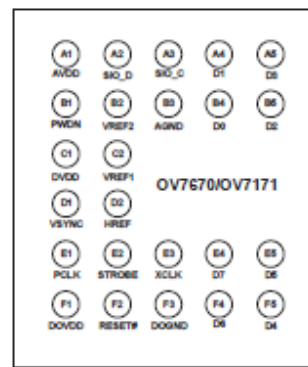 A1 A2 A3 A4 A5
AVDD SIO_D SIO_C D1 D3
B1 B2 B3 B4 B5
PWDN VREF2 AGND D0 D2
C1 C2
DVDD VREF1
OV7670/OV7171
D1 D2
VSYNC HREF
E1 E2 E3 E4 E5
PCLK STROBE XCLK D7 D5
F1 F2 F3 F4 F5
DOVDD RESET# DOGND D6 D4